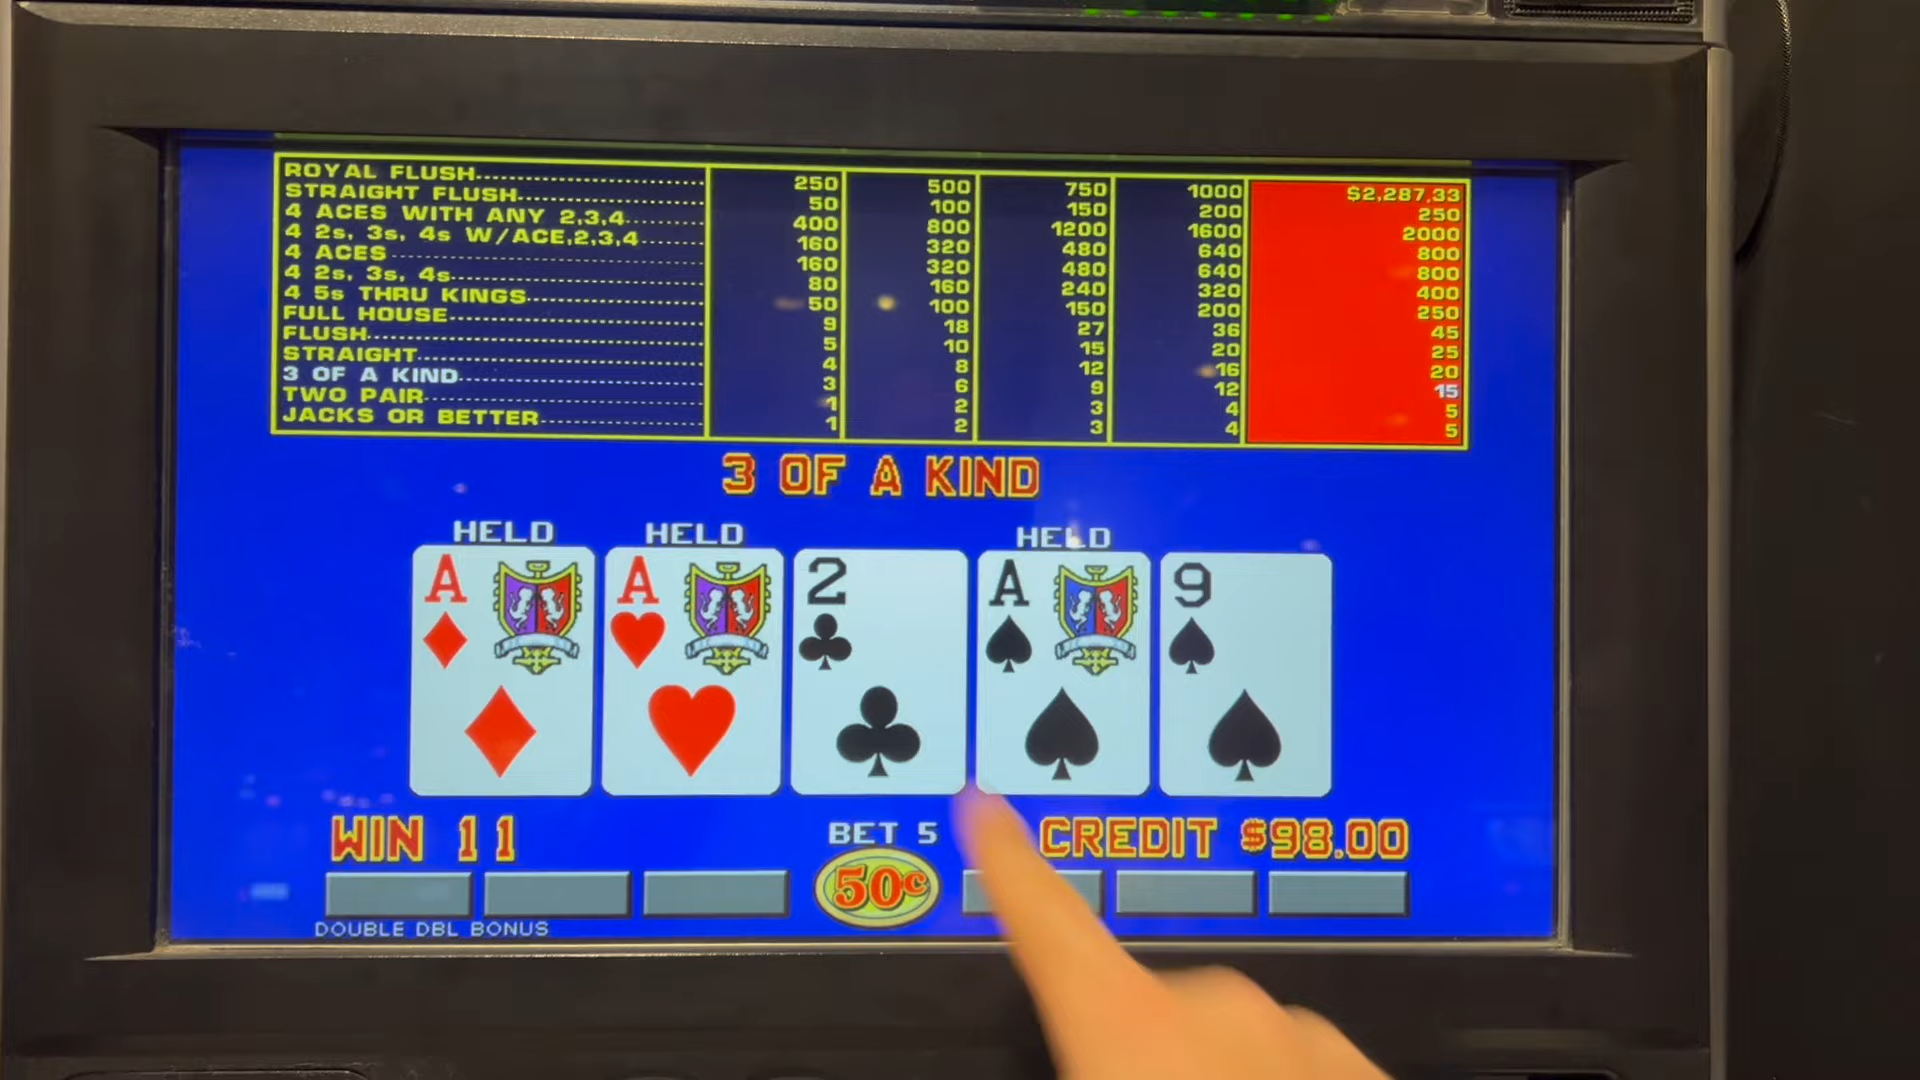 ROYAL FLUSH 250 500 750 1000 $2,287.33
STRAIGHT FLUSH 50 100 150 200 250
4 ACES WITH ANY 2,3,4 400 800 1200 1600 2000
4 2s, 3s, 4s W/ACE,2,3,4 160 320 480 640 800
4 ACES 160 320 480 640 800
4 2s, 3s, 4s 80 160 240 320 400
4 5s THRU KINGS 50 100 150 200 250
FULL HOUSE 9 18 27 36 45
FLUSH 5 10 15 20 25
STRAIGHT 4 8 12 16 20
3 OF A KIND 3 6 9 12 15
TWO PAIR 1 2 3 4 5
JACKS OR BETTER 1 2 3 4 5
3 OF A KIND
HELD HELD HELD
A A 2 A 9
WIN 11 BET 5 CREDIT $98.00
50¢
DOUBLE DBL BONUS